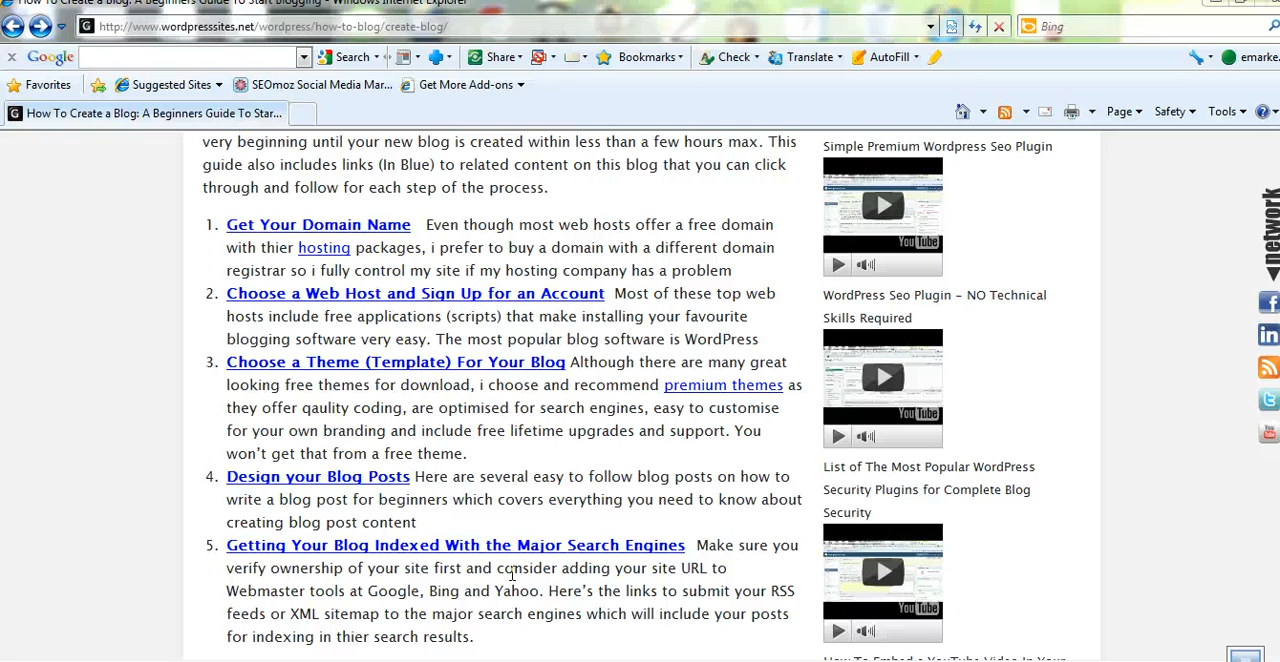 How To Create a Blog: A Beginners Guide To Start Blogging - Windows Internet Explorer
http://www.wordpresssites.net/wordpress/how-to-blog/create-blog/
Bing
x Google Search Share Bookmarks Check Translate AutoFill emarke
Favorites Suggested Sites SEOmoz Social Media Mar... Get More Add-ons
G How To Create a Blog: A Beginners Guide To Star... Page Safety Tools
very beginning until your new blog is created within less than a few hours max. This
guide also includes links (In Blue) to related content on this blog that you can click
through and follow for each step of the process.
1. Get Your Domain Name Even though most web hosts offer a free domain
with thier hosting packages, i prefer to buy a domain with a different domain
registrar so i fully control my site if my hosting company has a problem
2. Choose a Web Host and Sign Up for an Account Most of these top web
hosts include free applications (scripts) that make installing your favourite
blogging software very easy. The most popular blog software is WordPress
3. Choose a Theme (Template) For Your Blog Although there are many great
looking free themes for download, i choose and recommend premium themes as
they offer qaulity coding, are optimised for search engines, easy to customise
for your own branding and include free lifetime upgrades and support. You
won't get that from a free theme.
4. Design your Blog Posts Here are several easy to follow blog posts on how to
write a blog post for beginners which covers everything you need to know about
creating blog post content
5. Getting Your Blog Indexed With the Major Search Engines Make sure you
verify ownership of your site first and consider adding your site URL to
Webmaster tools at Google, Bing and Yahoo. Here's the links to submit your RSS
feeds or XML sitemap to the major search engines which will include your posts
for indexing in thier search results.
Simple Premium Wordpress Seo Plugin
YouTube
WordPress Seo Plugin – NO Technical
Skills Required
YouTube
List of The Most Popular WordPress
Security Plugins for Complete Blog
Security
YouTube
How To Embed a YouTube Video In Your
network